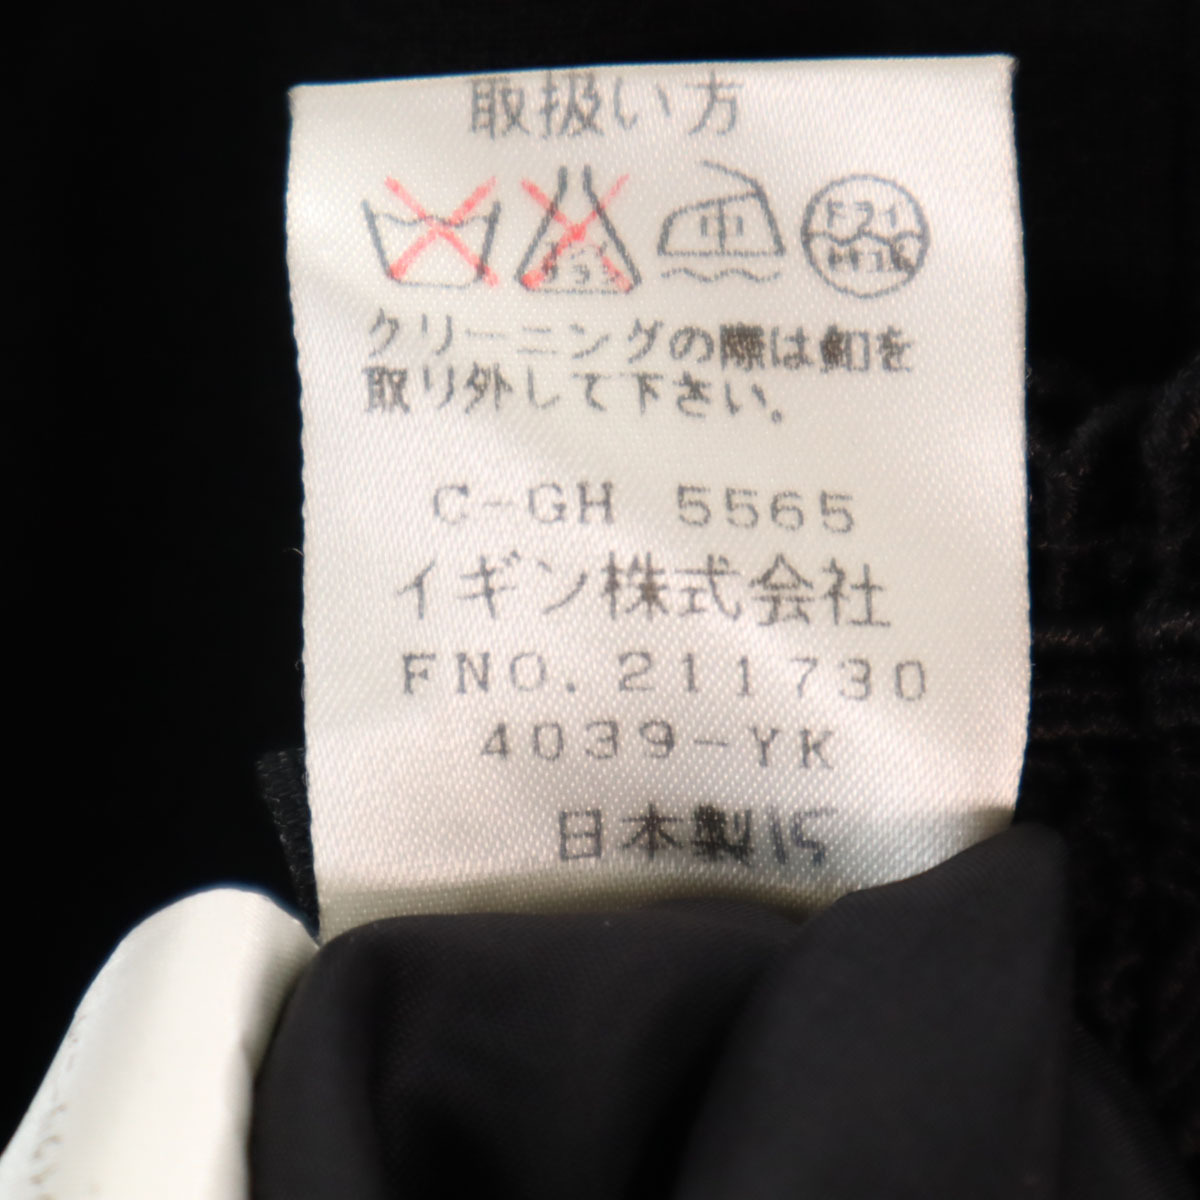 取扱い方
中
クリーニングの際は釦を
取り外して下さい。
C-GH 5565
イギン株式会社
FNO.211730
4039-YK
日本製15